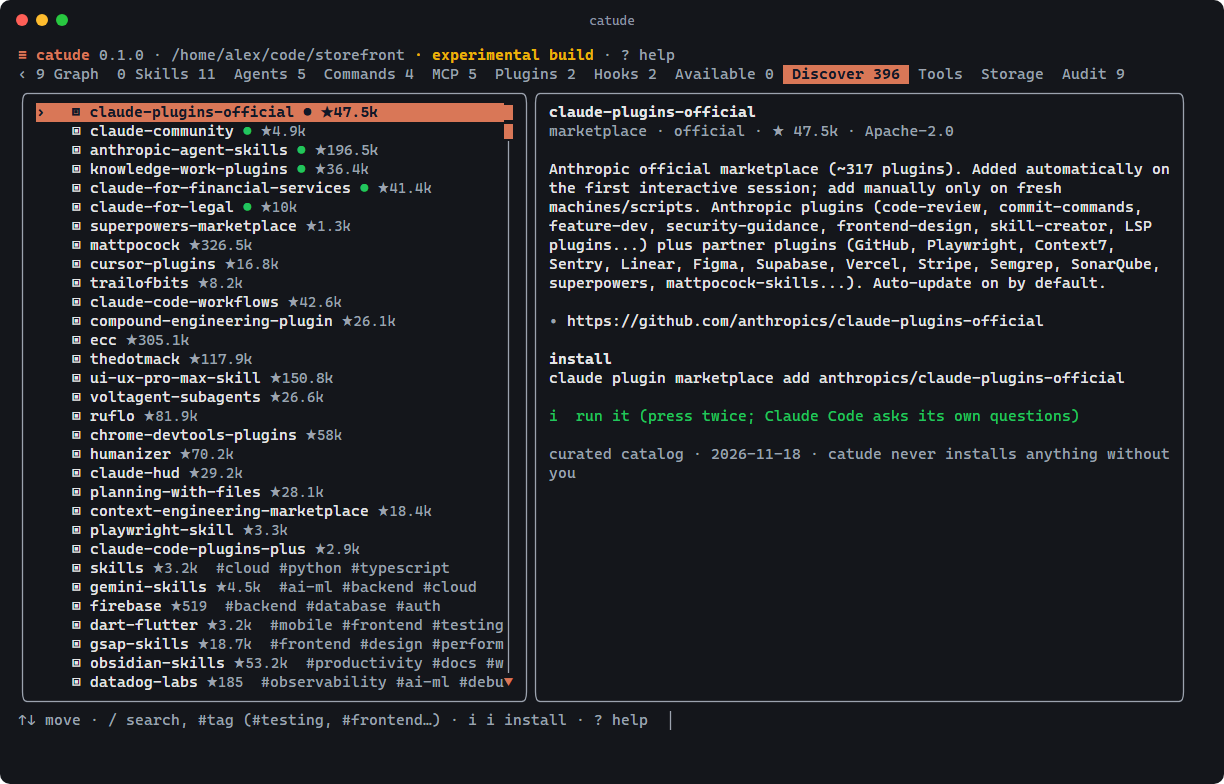 catude
≡ catude 0.1.0 · /home/alex/code/storefront · experimental build · ? help
‹ 9 Graph 0 Skills 11 Agents 5 Commands 4 MCP 5 Plugins 2 Hooks 2 Available 0 Discover 396 Tools Storage Audit 9
› ▣ claude-plugins-official ● ★47.5k
▣ claude-community ● ★4.9k
▣ anthropic-agent-skills ● ★196.5k
▣ knowledge-work-plugins ● ★36.4k
▣ claude-for-financial-services ● ★41.4k
▣ claude-for-legal ● ★10k
▣ superpowers-marketplace ★1.3k
▣ mattpocock ★326.5k
▣ cursor-plugins ★16.8k
▣ trailofbits ★8.2k
▣ claude-code-workflows ★42.6k
▣ compound-engineering-plugin ★26.1k
▣ ecc ★305.1k
▣ thedotmack ★117.9k
▣ ui-ux-pro-max-skill ★150.8k
▣ voltagent-subagents ★26.6k
▣ ruflo ★81.9k
▣ chrome-devtools-plugins ★58k
▣ humanizer ★70.2k
▣ claude-hud ★29.2k
▣ planning-with-files ★28.1k
▣ context-engineering-marketplace ★18.4k
▣ playwright-skill ★3.3k
▣ claude-code-plugins-plus ★2.9k
▣ skills ★3.2k #cloud #python #typescript
▣ gemini-skills ★4.5k #ai-ml #backend #cloud
▣ firebase ★519 #backend #database #auth
▣ dart-flutter ★3.2k #mobile #frontend #testing
▣ gsap-skills ★18.7k #frontend #design #perform
▣ obsidian-skills ★53.2k #productivity #docs #w
▣ datadog-labs ★185 #observability #ai-ml #debu
claude-plugins-official
marketplace · official · ★ 47.5k · Apache-2.0
Anthropic official marketplace (~317 plugins). Added automatically on
the first interactive session; add manually only on fresh
machines/scripts. Anthropic plugins (code-review, commit-commands,
feature-dev, security-guidance, frontend-design, skill-creator, LSP
plugins...) plus partner plugins (GitHub, Playwright, Context7,
Sentry, Linear, Figma, Supabase, Vercel, Stripe, Semgrep, SonarQube,
superpowers, mattpocock-skills...). Auto-update on by default.
• https://github.com/anthropics/claude-plugins-official
install
claude plugin marketplace add anthropics/claude-plugins-official
i run it (press twice; Claude Code asks its own questions)
curated catalog · 2026-11-18 · catude never installs anything without
you
↑↓ move · / search, #tag (#testing, #frontend…) · i i install · ? help